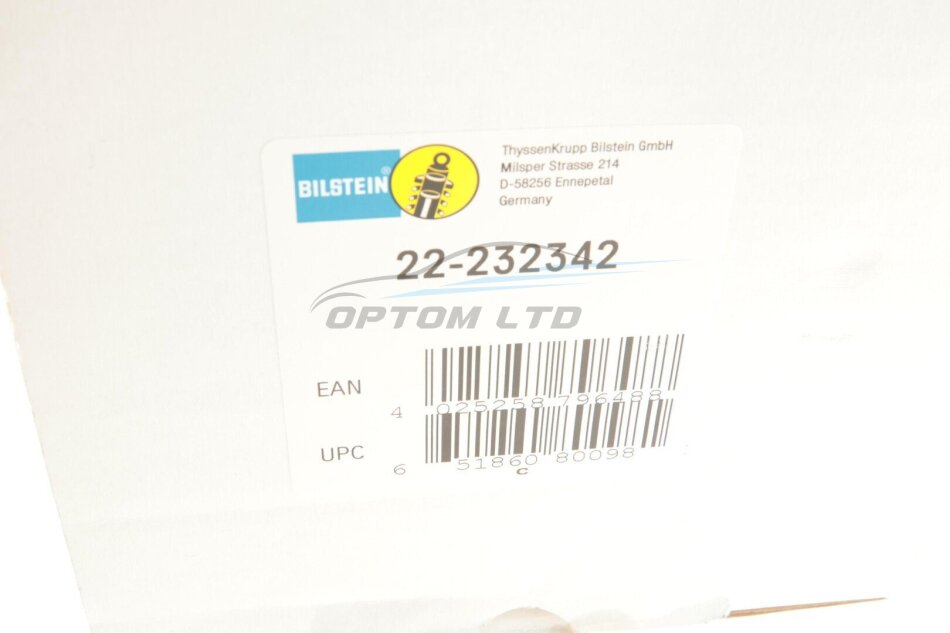 BILSTEIN®
ThyssenKrupp Bilstein GmbH
Milsper Strasse 214
D-58256 Ennepetal
Germany
22-232342
OPTOM LTD
EAN
4 025258 796488
UPC
6 51860 80098
C